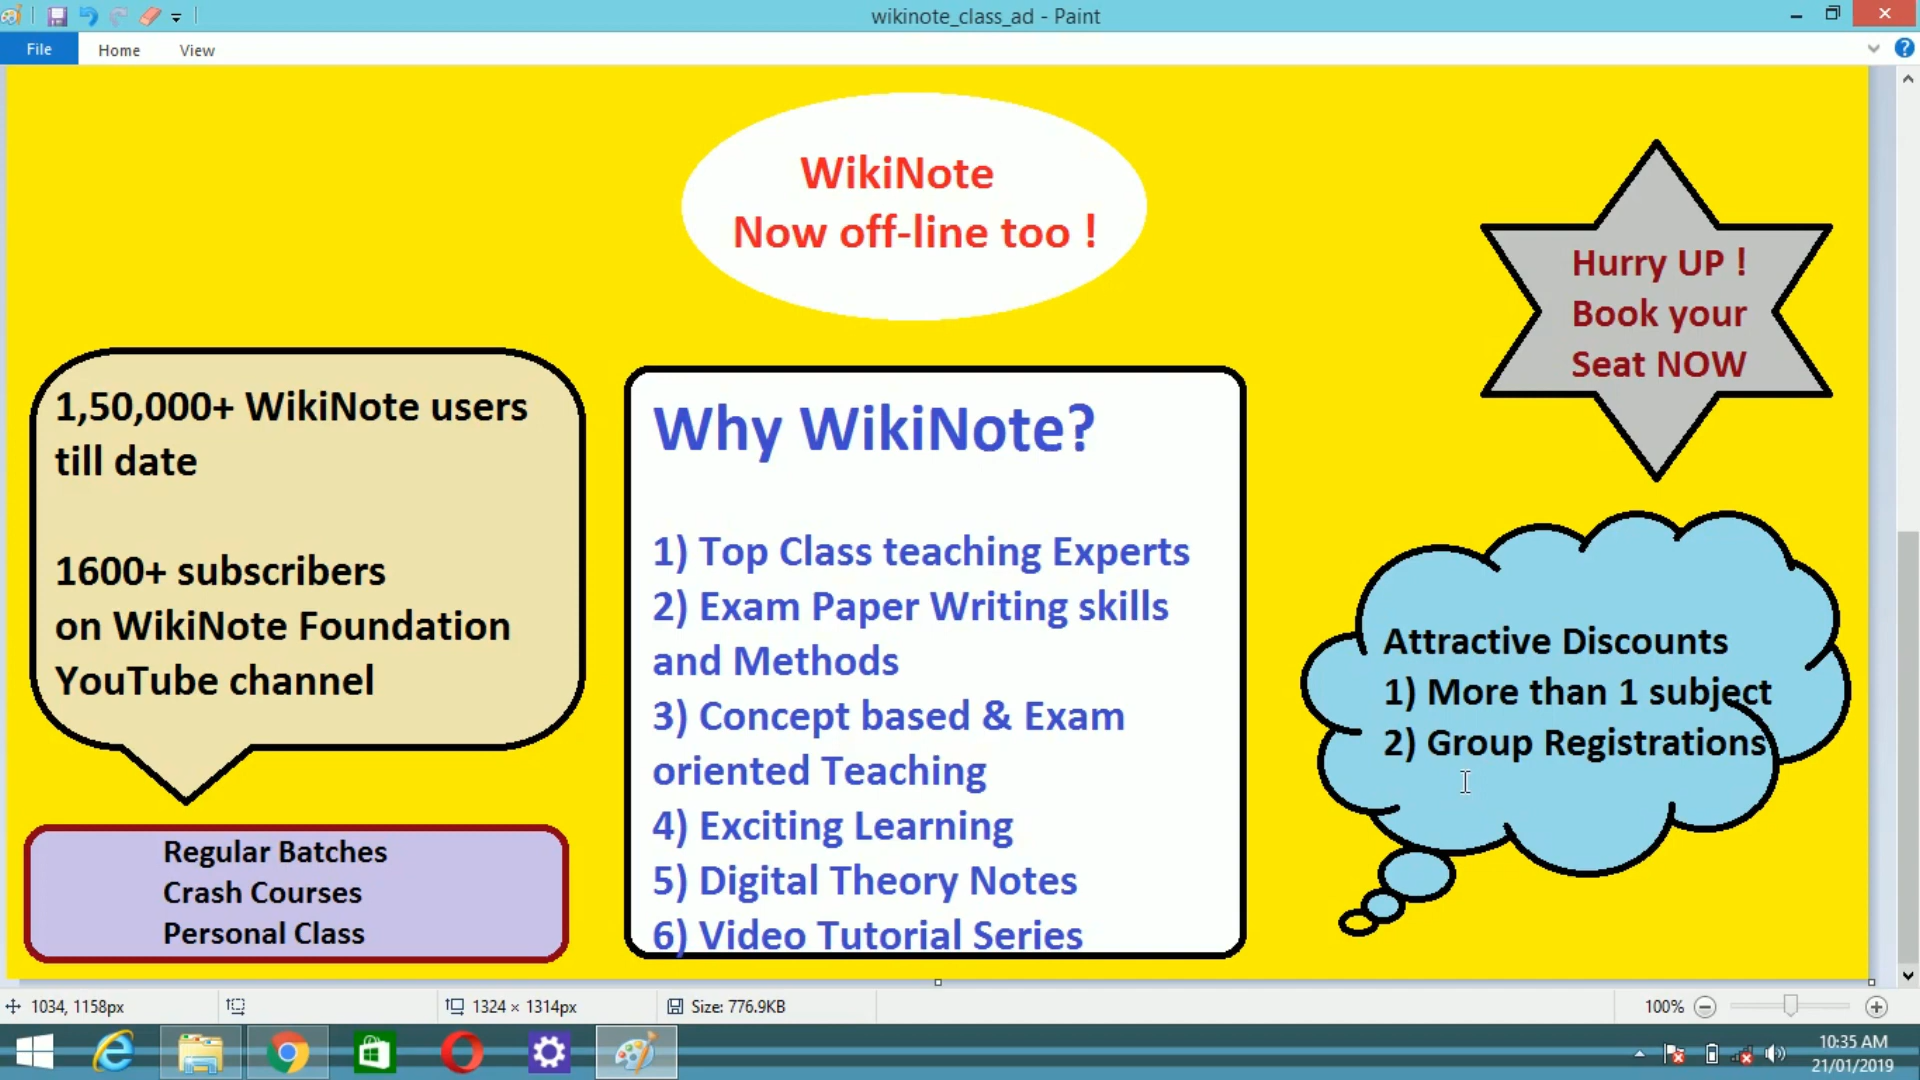 wikinote_class_ad - Paint
File
Home
View
WikiNote
Now off-line too !
Hurry UP !
Book your
Seat NOW
1,50,000+ WikiNote users
till date
1600+ subscribers
on WikiNote Foundation
YouTube channel
Why WikiNote?
1) Top Class teaching Experts
2) Exam Paper Writing skills
and Methods
3) Concept based & Exam
oriented Teaching
4) Exciting Learning
5) Digital Theory Notes
6) Video Tutorial Series
Attractive Discounts
1) More than 1 subject
2) Group Registrations
Regular Batches
Crash Courses
Personal Class
1034, 1158px
1324 × 1314px
Size: 776.9KB
100%
10:35 AM
21/01/2019